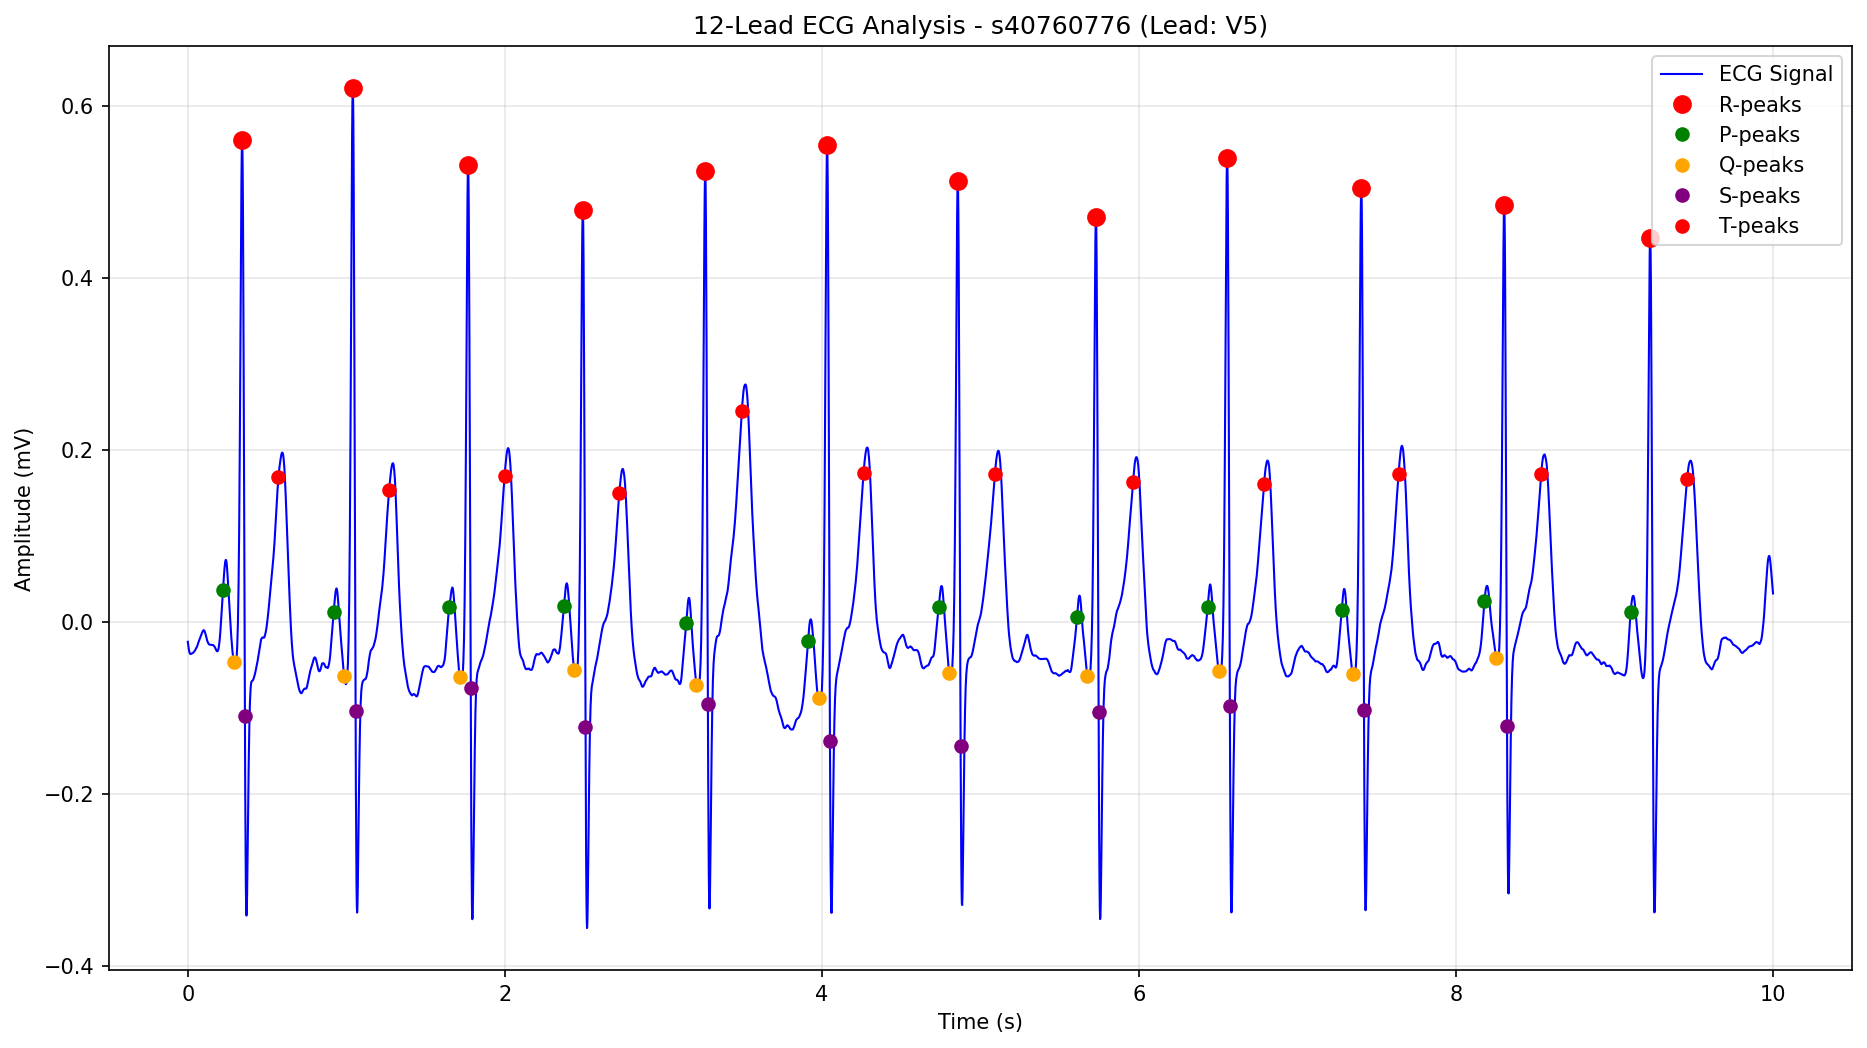 12-Lead ECG Analysis - s40760776 (Lead: V5)
ECG Signal
R-peaks
P-peaks
Q-peaks
S-peaks
T-peaks
Amplitude (mV)
0.6
0.4
0.2
0.0
−0.2
−0.4
0 2 4 6 8 10
Time (s)